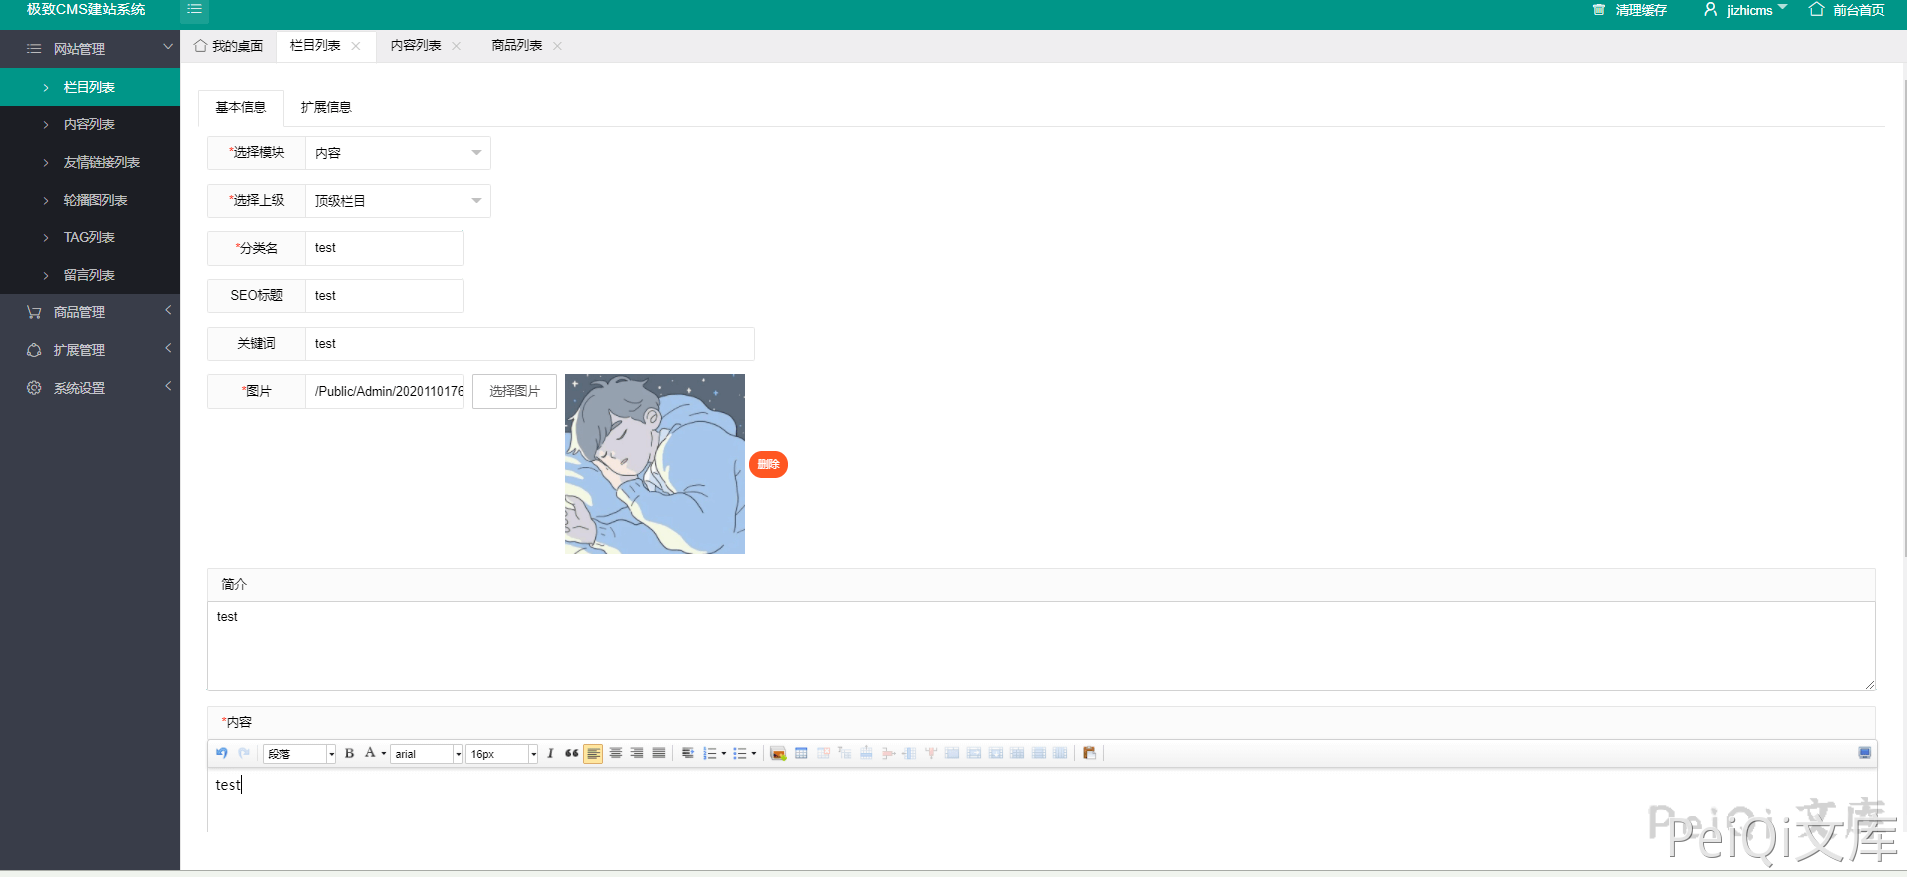 极致CMS建站系统
清理缓存
jizhicms
前台首页
网站管理
栏目列表
内容列表
友情链接列表
轮播图列表
TAG列表
留言列表
商品管理
扩展管理
系统设置
我的桌面
栏目列表
内容列表
商品列表
基本信息
扩展信息
*选择模块 内容
*选择上级 顶级栏目
*分类名 test
SEO标题 test
关键词 test
*图片 /Public/Admin/2020110176 选择图片
删除
简介
test
*内容
段落 B A arial 16px I
test
PeiQi 文库
PeiQi文库